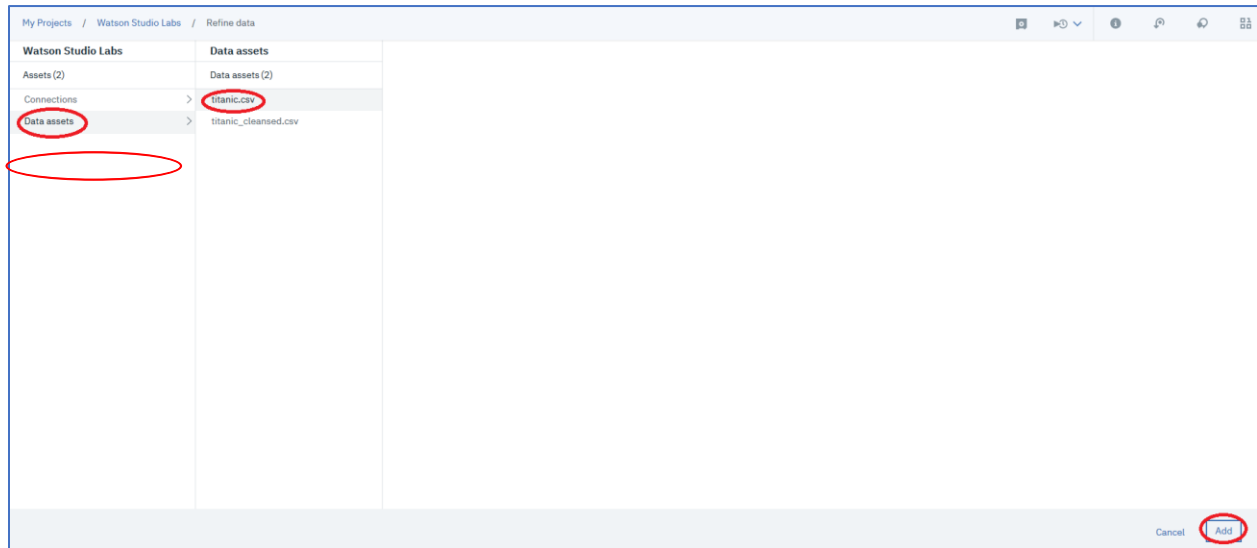 My Projects / Watson Studio Labs / Refine data
Watson Studio Labs
Data assets
Assets (2)
Data assets (2)
Connections
titanic.csv
Data assets
titanic_cleansed.csv
Cancel
Add